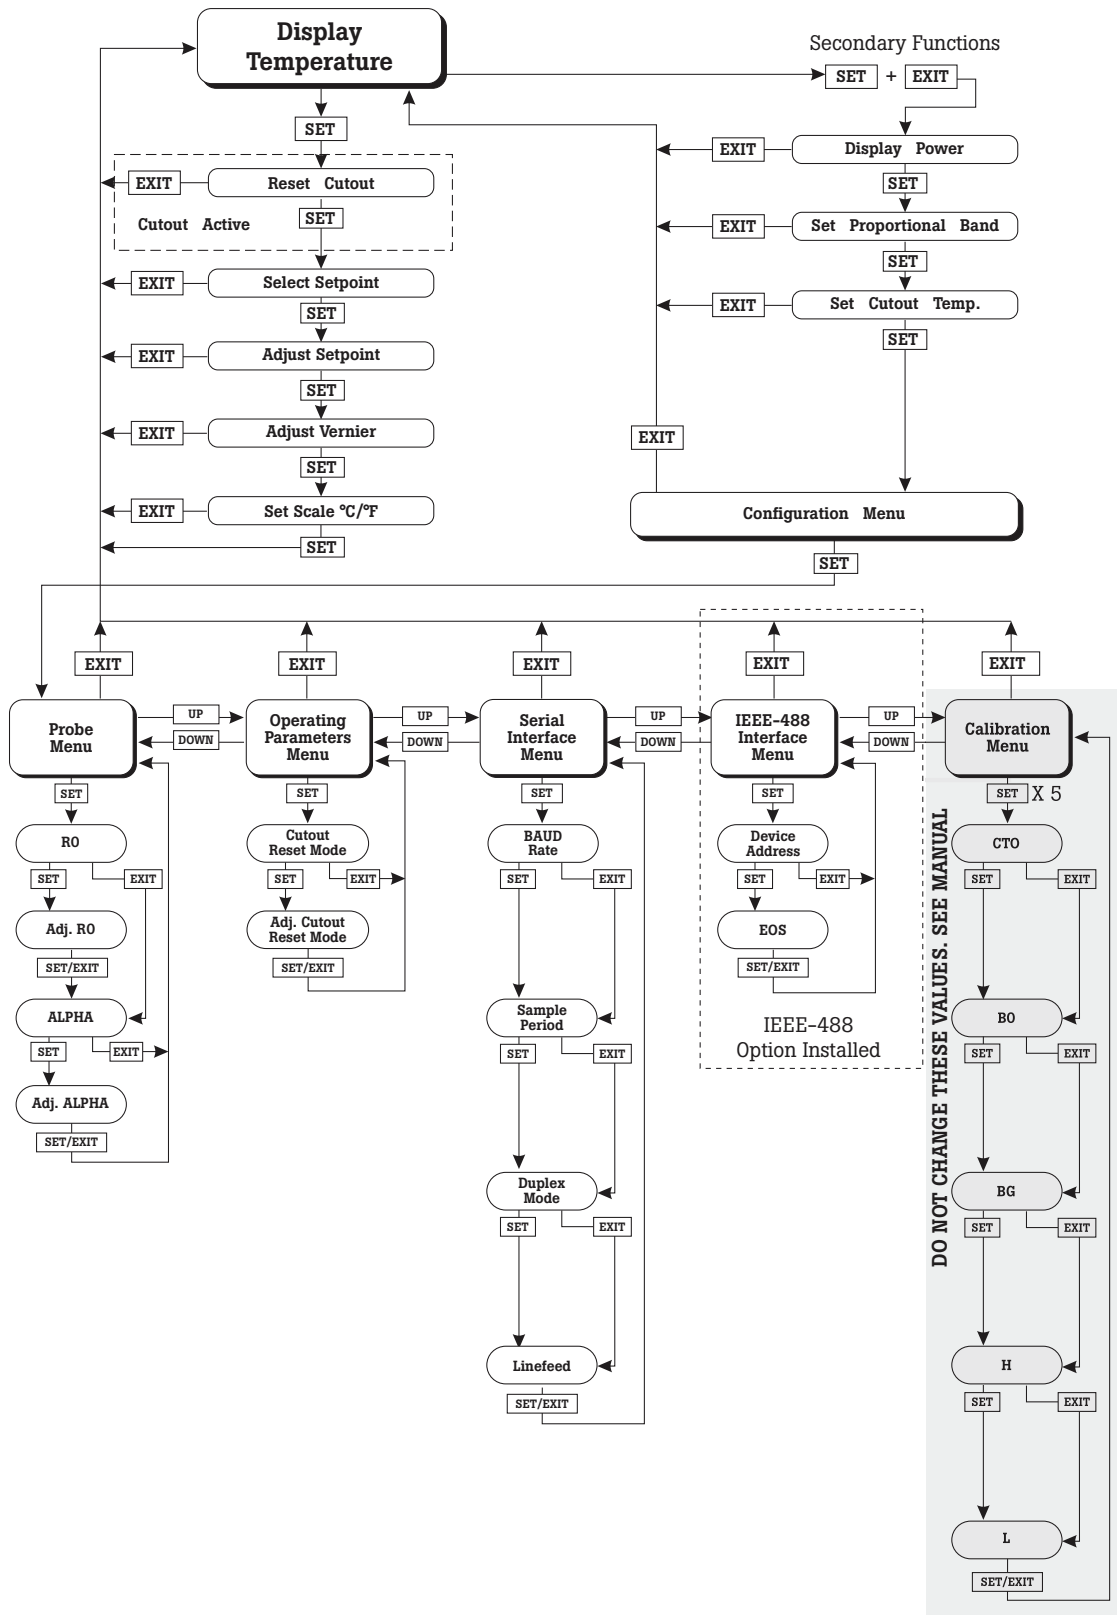 Display
Temperature
Secondary Functions
SET + EXIT
SET
EXIT
Reset Cutout
SET
Cutout Active
EXIT
Select Setpoint
SET
EXIT
Adjust Setpoint
SET
EXIT
Adjust Vernier
SET
EXIT
Set Scale °C/°F
SET
EXIT
Display Power
SET
EXIT
Set Proportional Band
SET
EXIT
Set Cutout Temp.
SET
EXIT
Configuration Menu
SET
EXIT
EXIT
EXIT
EXIT
EXIT
Probe
Menu
UP
DOWN
Operating
Parameters
Menu
UP
DOWN
Serial
Interface
Menu
UP
DOWN
IEEE-488
Interface
Menu
UP
DOWN
Calibration
Menu
SET
R0
SET
EXIT
Adj. R0
SET/EXIT
ALPHA
SET
EXIT
Adj. ALPHA
SET/EXIT
SET
Cutout
Reset Mode
SET
EXIT
Adj. Cutout
Reset Mode
SET/EXIT
SET
BAUD
Rate
SET
EXIT
Sample
Period
SET
EXIT
Duplex
Mode
SET
EXIT
Linefeed
SET/EXIT
SET
Device
Address
SET
EXIT
EOS
SET/EXIT
IEEE-488
Option Installed
DO NOT CHANGE THESE VALUES. SEE MANUAL
SET X 5
CTO
SET
EXIT
B0
SET
EXIT
BG
SET
EXIT
H
SET
EXIT
L
SET/EXIT